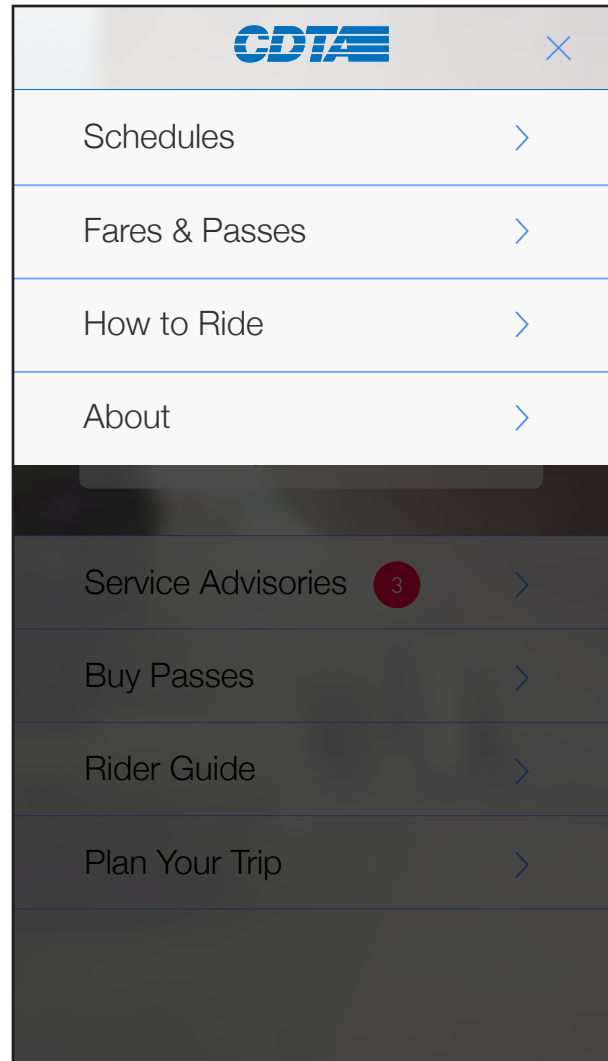 CDTA
Schedules
Fares & Passes
How to Ride
About
Service Advisories 3
Buy Passes
Rider Guide
Plan Your Trip